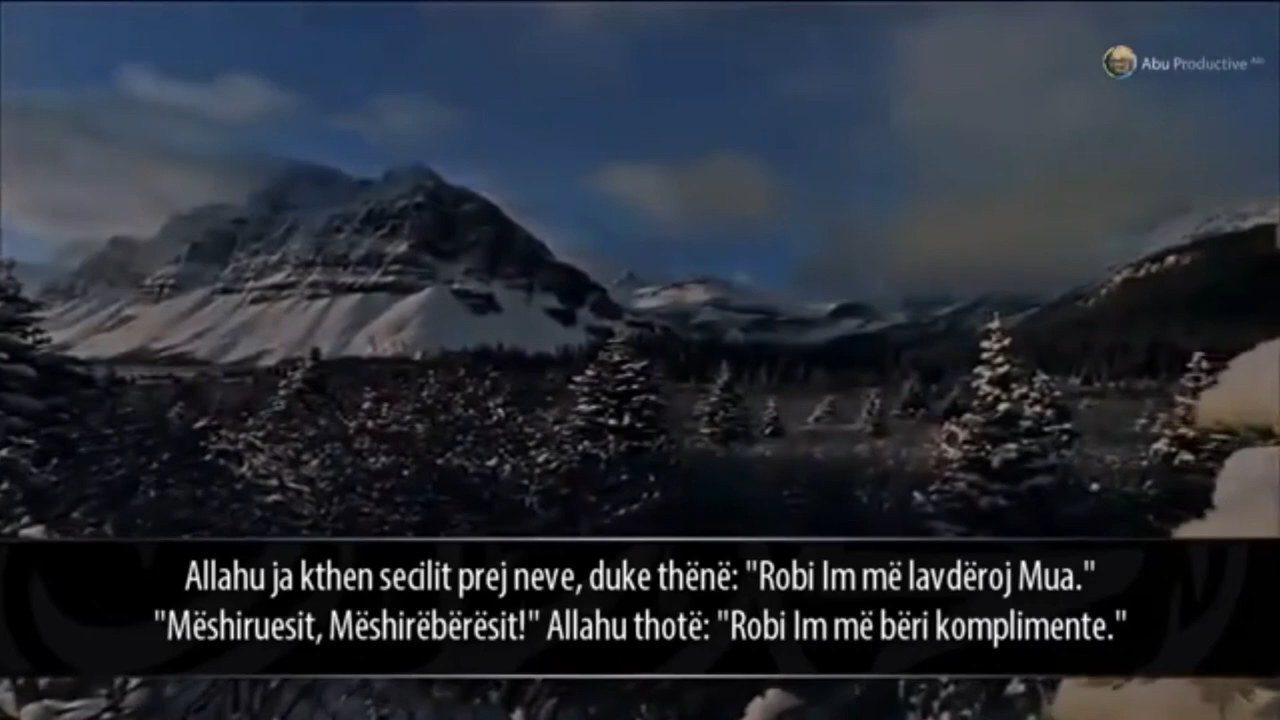 Abu Productive Alb
Allahu ja kthen secilit prej neve, duke thënë: "Robi Im më lavdëroj Mua."
"Mëshiruesit, Mëshirëbërësit!" Allahu thotë: "Robi Im më bëri komplimente."